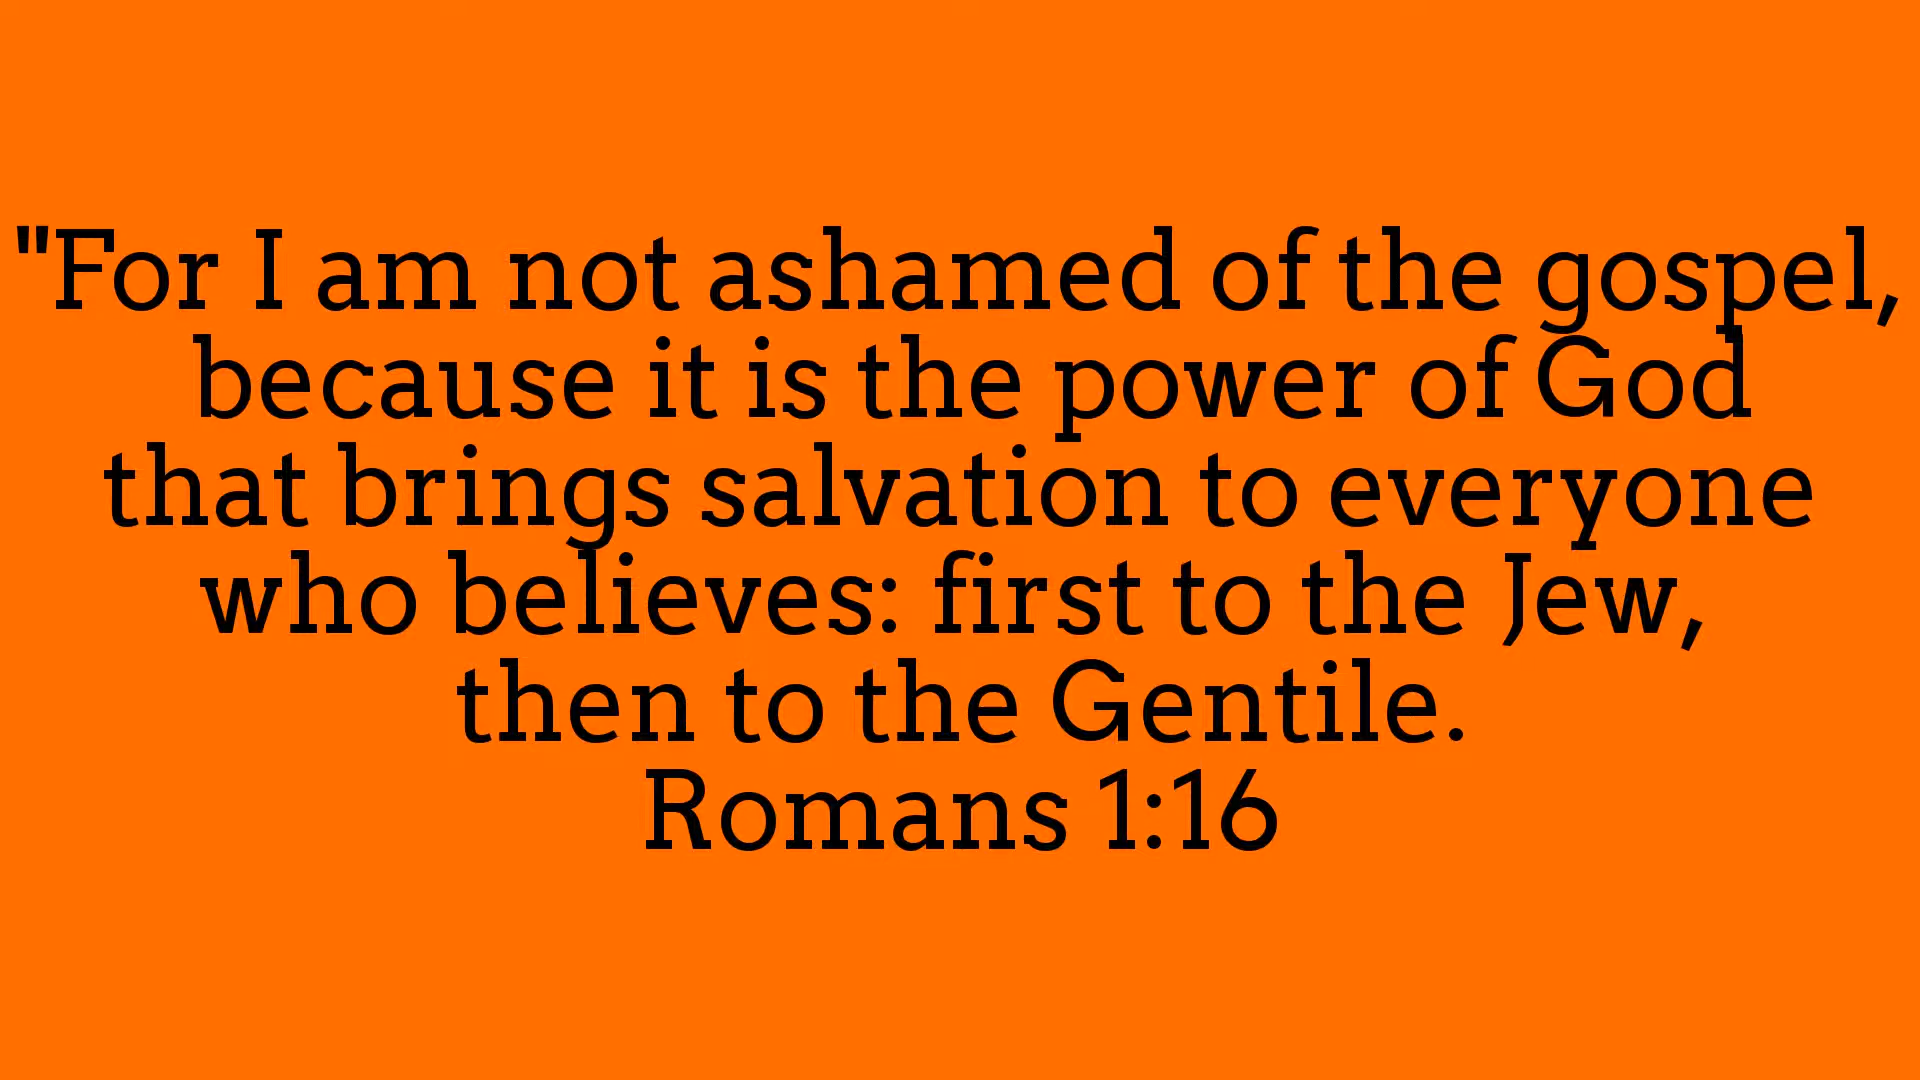 "For I am not ashamed of the gospel,
because it is the power of God
that brings salvation to everyone
who believes: first to the Jew,
then to the Gentile.
Romans 1:16